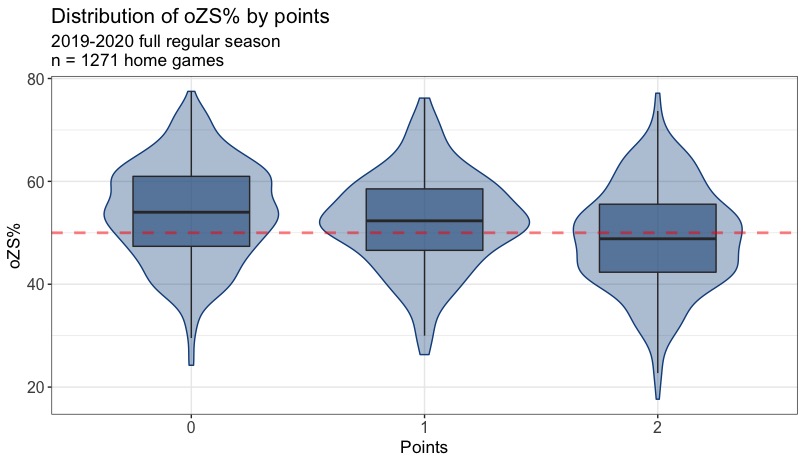 Distribution of oZS% by points
2019-2020 full regular season
n = 1271 home games
80
60
40
20
oZS%
0 1 2
Points